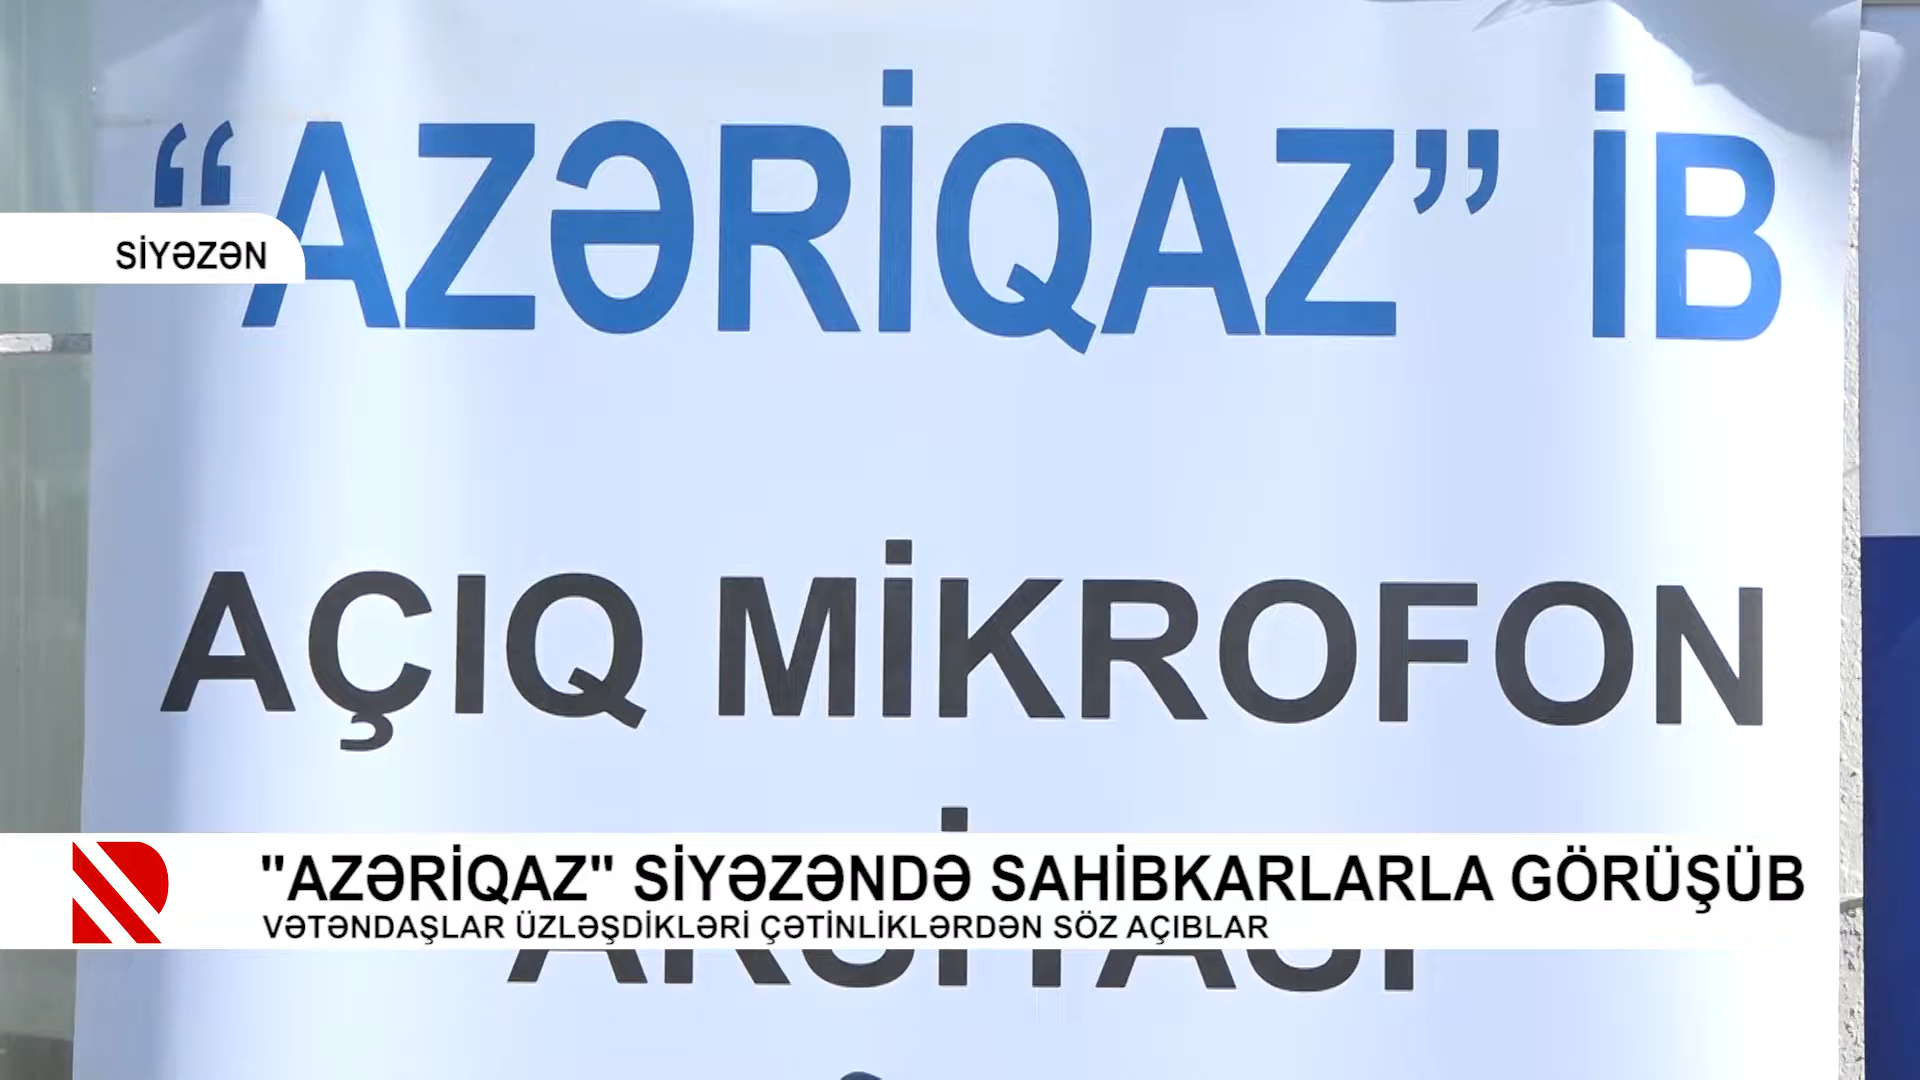 “AZƏRİQAZ” İB
SİYƏZƏN
AÇIQ MİKROFON
"AZƏRİQAZ" SİYƏZƏNDƏ SAHİBKARLARLA GÖRÜŞÜB
VƏTƏNDAŞLAR ÜZLƏŞDİKLƏRİ ÇƏTİNLİKLƏRDƏN SÖZ AÇIBLAR